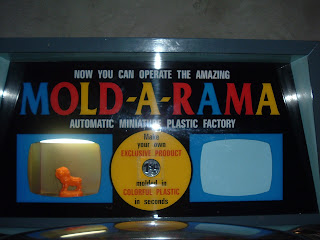 NOW YOU CAN OPERATE THE AMAZING
MOLD-A-RAMA
AUTOMATIC MINIATURE PLASTIC FACTORY
Make
your own
EXCLUSIVE PRODUCT
molded in
COLORFUL PLASTIC
in seconds